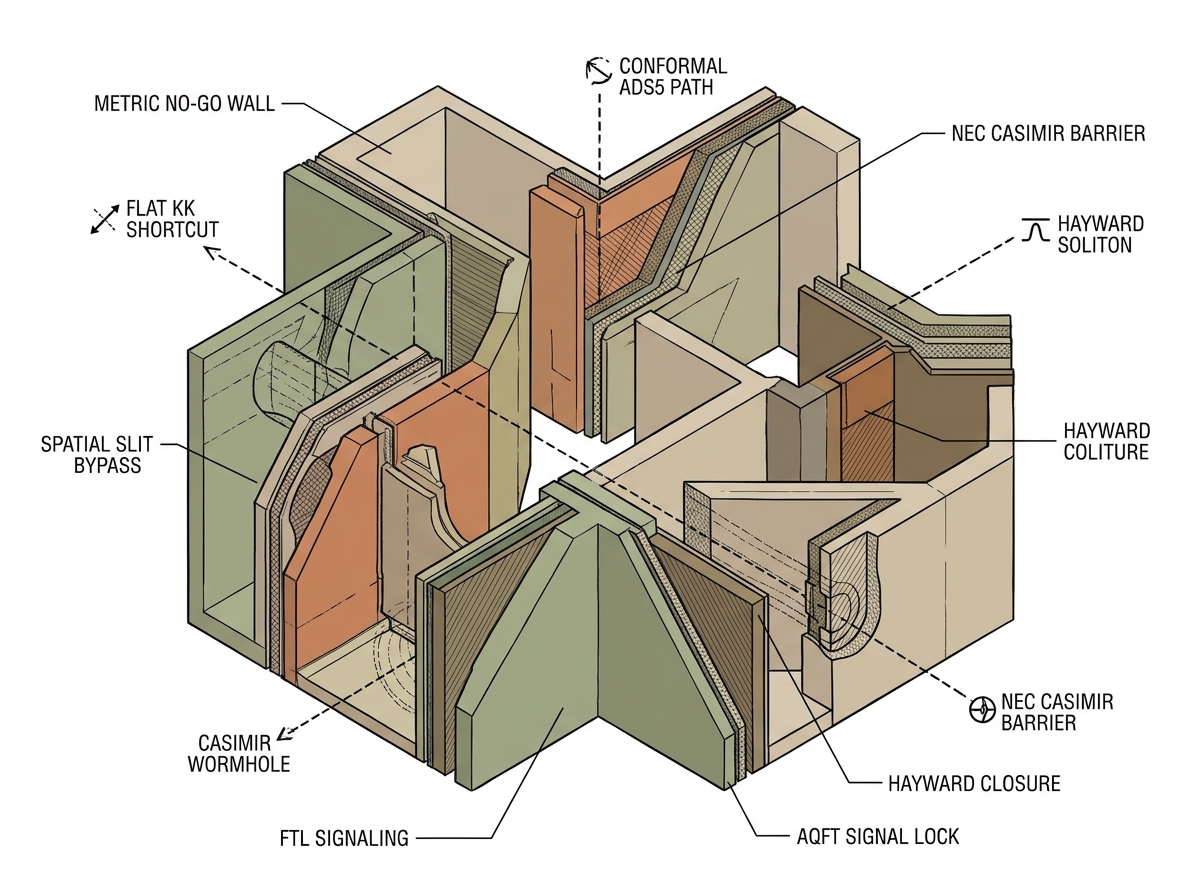 CONFORMAL
ADS5 PATH
METRIC NO-GO WALL
NEC CASIMIR BARRIER
FLAT KK
SHORTCUT
HAYWARD
SOLITON
SPATIAL SLIT
BYPASS
HAYWARD
COLITURE
NEC CASIMIR
BARRIER
CASIMIR
WORMHOLE
HAYWARD CLOSURE
FTL SIGNALING
AQFT SIGNAL LOCK